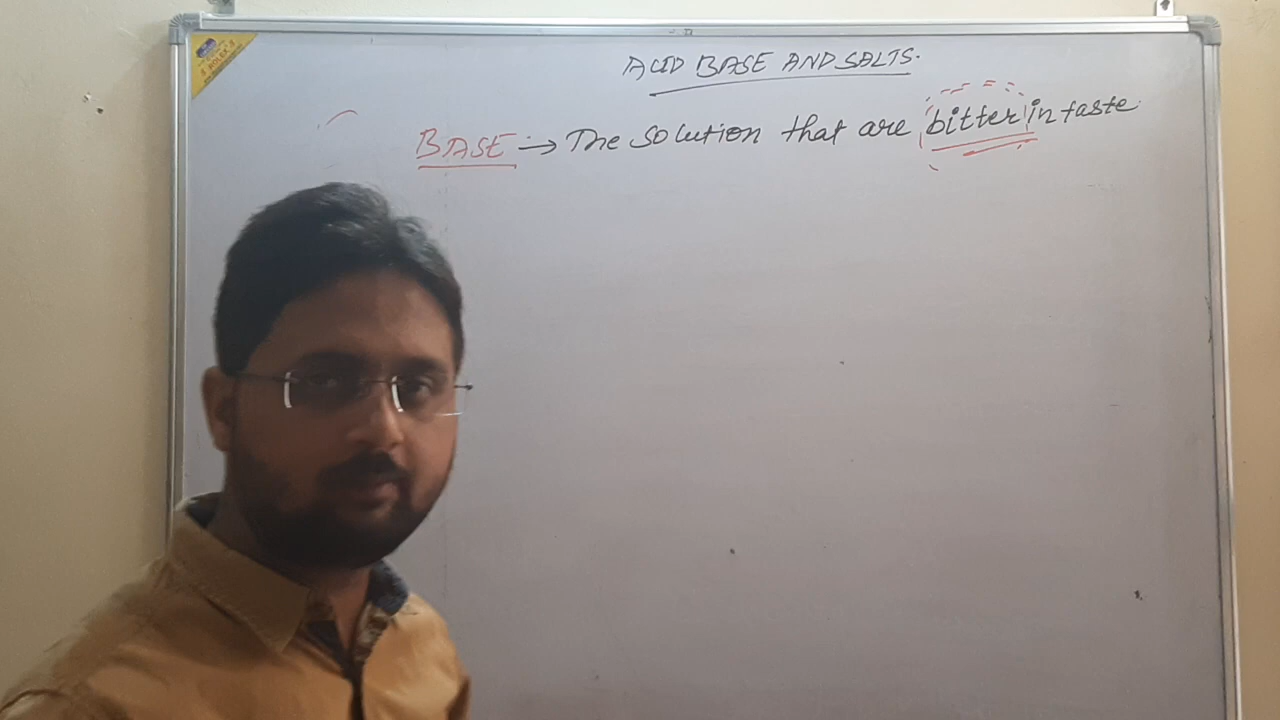 ACID BASE AND SALTS.
BASE → The solution that are bitter in taste